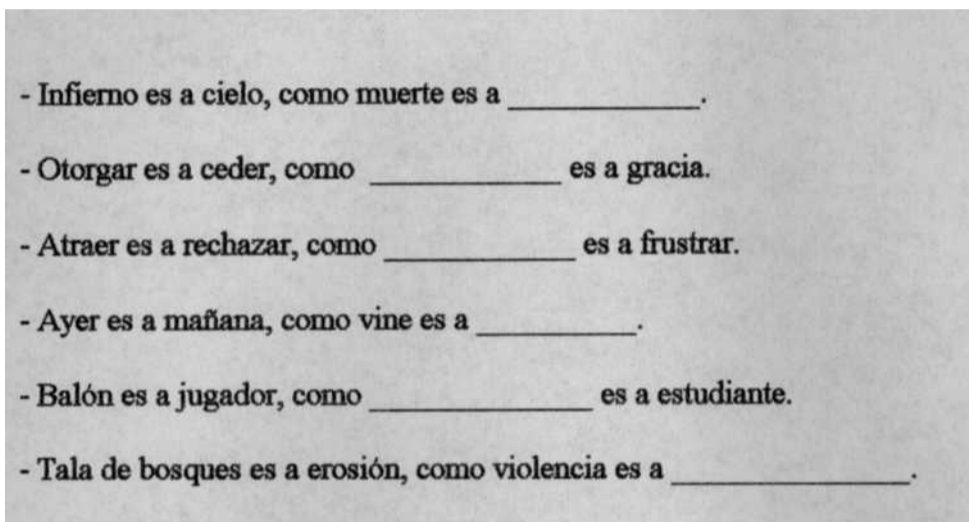 - Infierno es a cielo, como muerte es a ____________.
- Otorgar es a ceder, como ____________ es a gracia.
- Atraer es a rechazar, como ____________ es a frustrar.
- Ayer es a mañana, como vine es a __________.
- Balón es a jugador, como ______________ es a estudiante.
- Tala de bosques es a erosión, como violencia es a _______________.